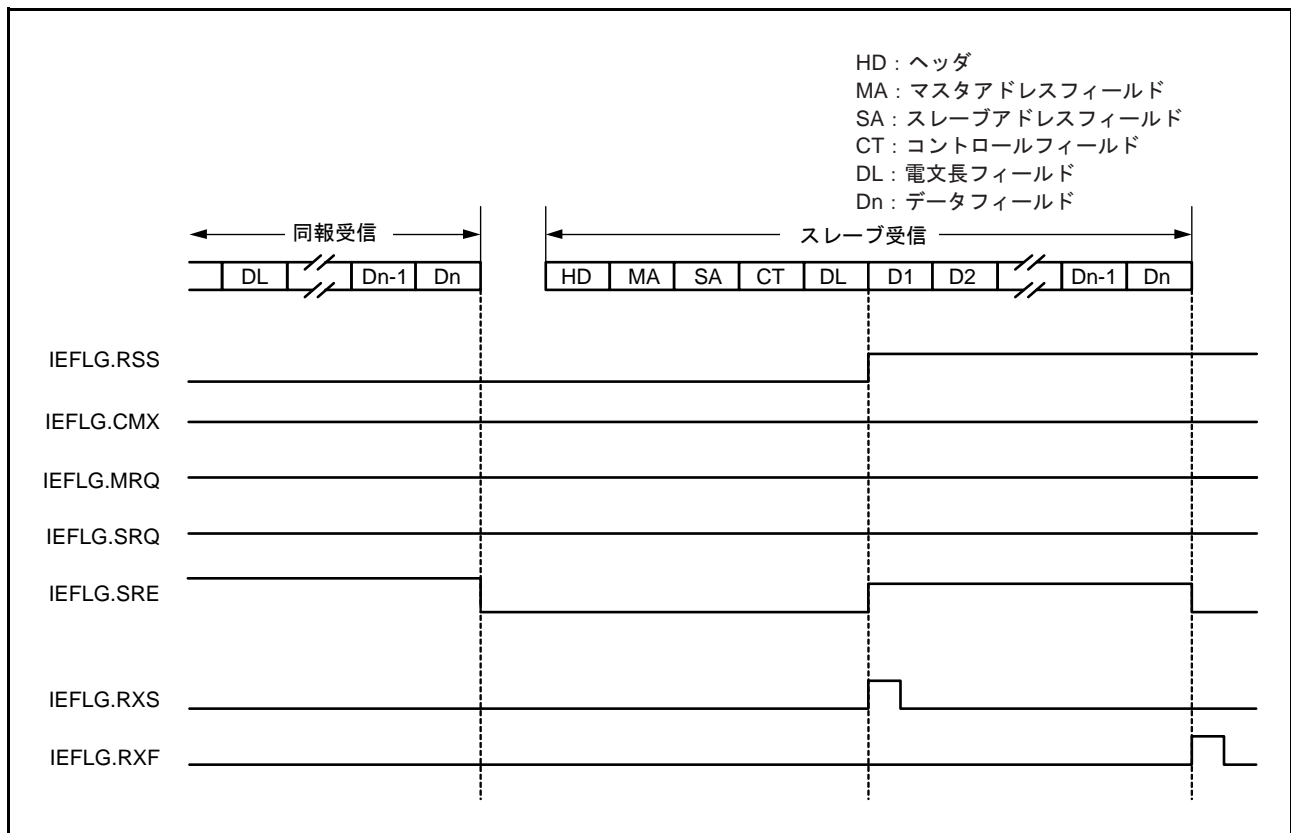 HD：ヘッダ
MA：マスタアドレスフィールド
SA：スレーブアドレスフィールド
CT：コントロールフィールド
DL：電文長フィールド
Dn：データフィールド
同報受信 スレーブ受信
DL Dn-1 Dn HD MA SA CT DL D1 D2 Dn-1 Dn
IEFLG.RSS
IEFLG.CMX
IEFLG.MRQ
IEFLG.SRQ
IEFLG.SRE
IEFLG.RXS
IEFLG.RXF